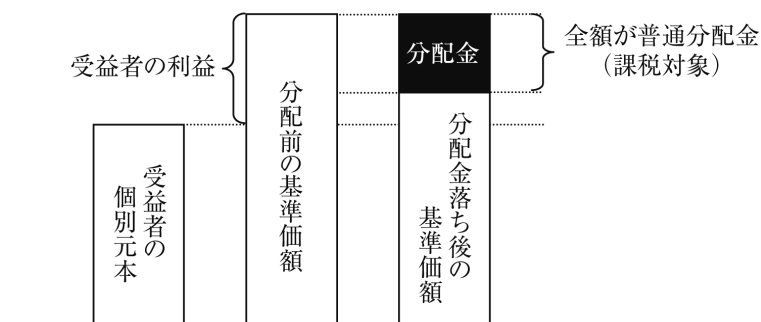 受益者の利益
受益者の
個別元本
分配前の基準価額
分配金
分配金落ち後の
基準価額
全額が普通分配金
（課税対象）